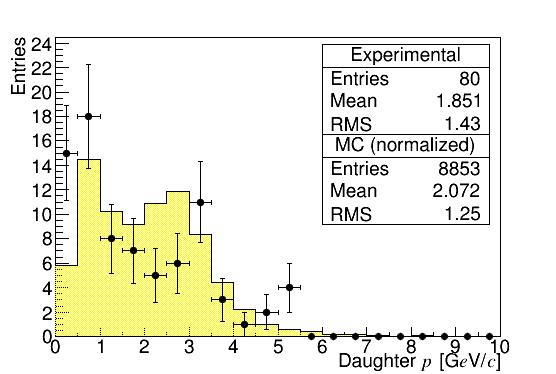 Entries
24
22
20
18
16
14
12
10
8
6
4
2
0
Experimental
Entries 80
Mean 1.851
RMS 1.43
MC (normalized)
Entries 8853
Mean 2.072
RMS 1.25
0 1 2 3 4 5 6 7 8 9 10
Daughter p [GeV/c]